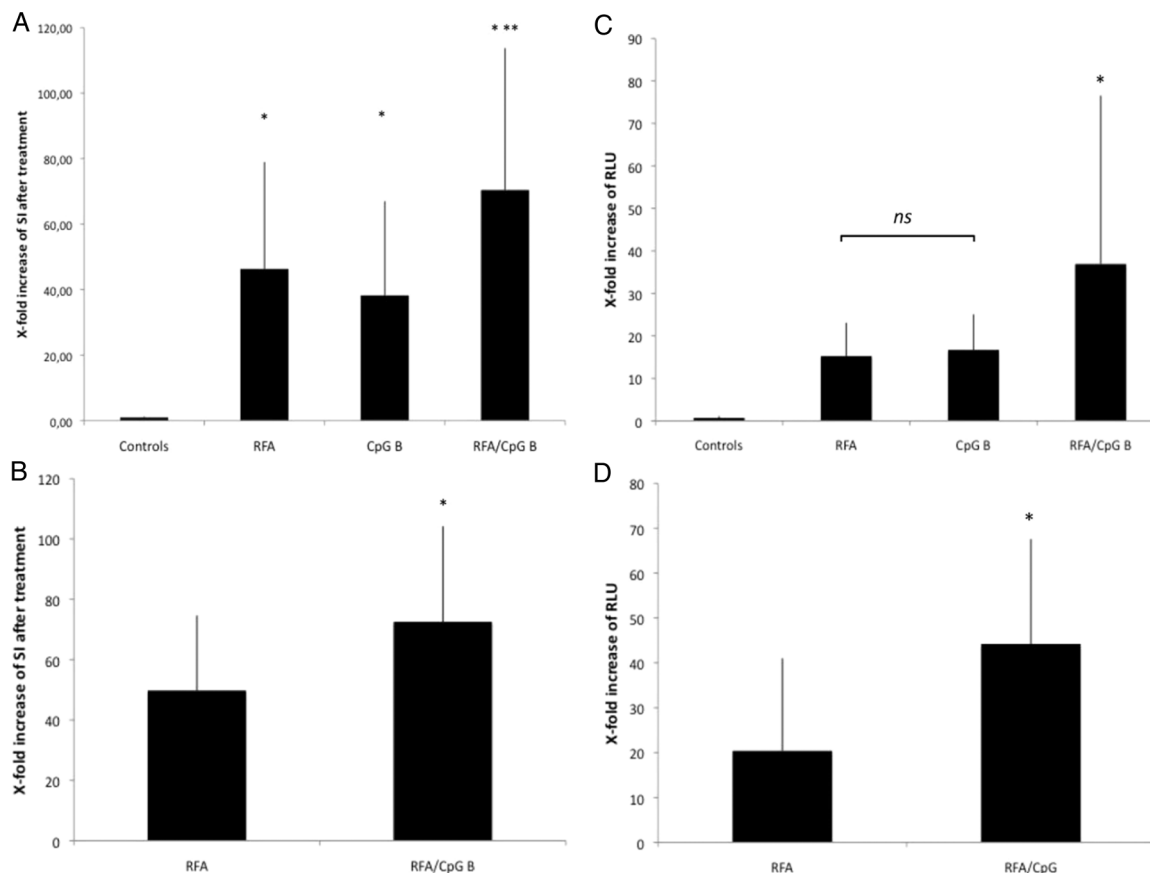 A
X-fold increase of SI after treatment
120,00
100,00
80,00
60,00
40,00
20,00
0,00
* ** *
*
*
Controls
RFA
CpG B
RFA/CpG B
B
X-fold increase of SI after treatment
120
100
80
60
40
20
0
*
RFA
RFA/CpG B
C
X-fold increase of RLU
90
80
70
60
50
40
30
20
10
0
*
ns
Controls
RFA
CpG B
RFA/CpG B
D
X-fold increase of RLU
80
70
60
50
40
30
20
10
0
*
RFA
RFA/CpG